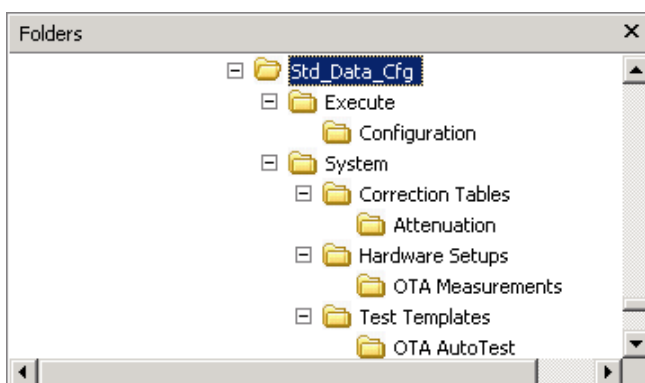 Folders
Std_Data_Cfg
Execute
Configuration
System
Correction Tables
Attenuation
Hardware Setups
OTA Measurements
Test Templates
OTA AutoTest